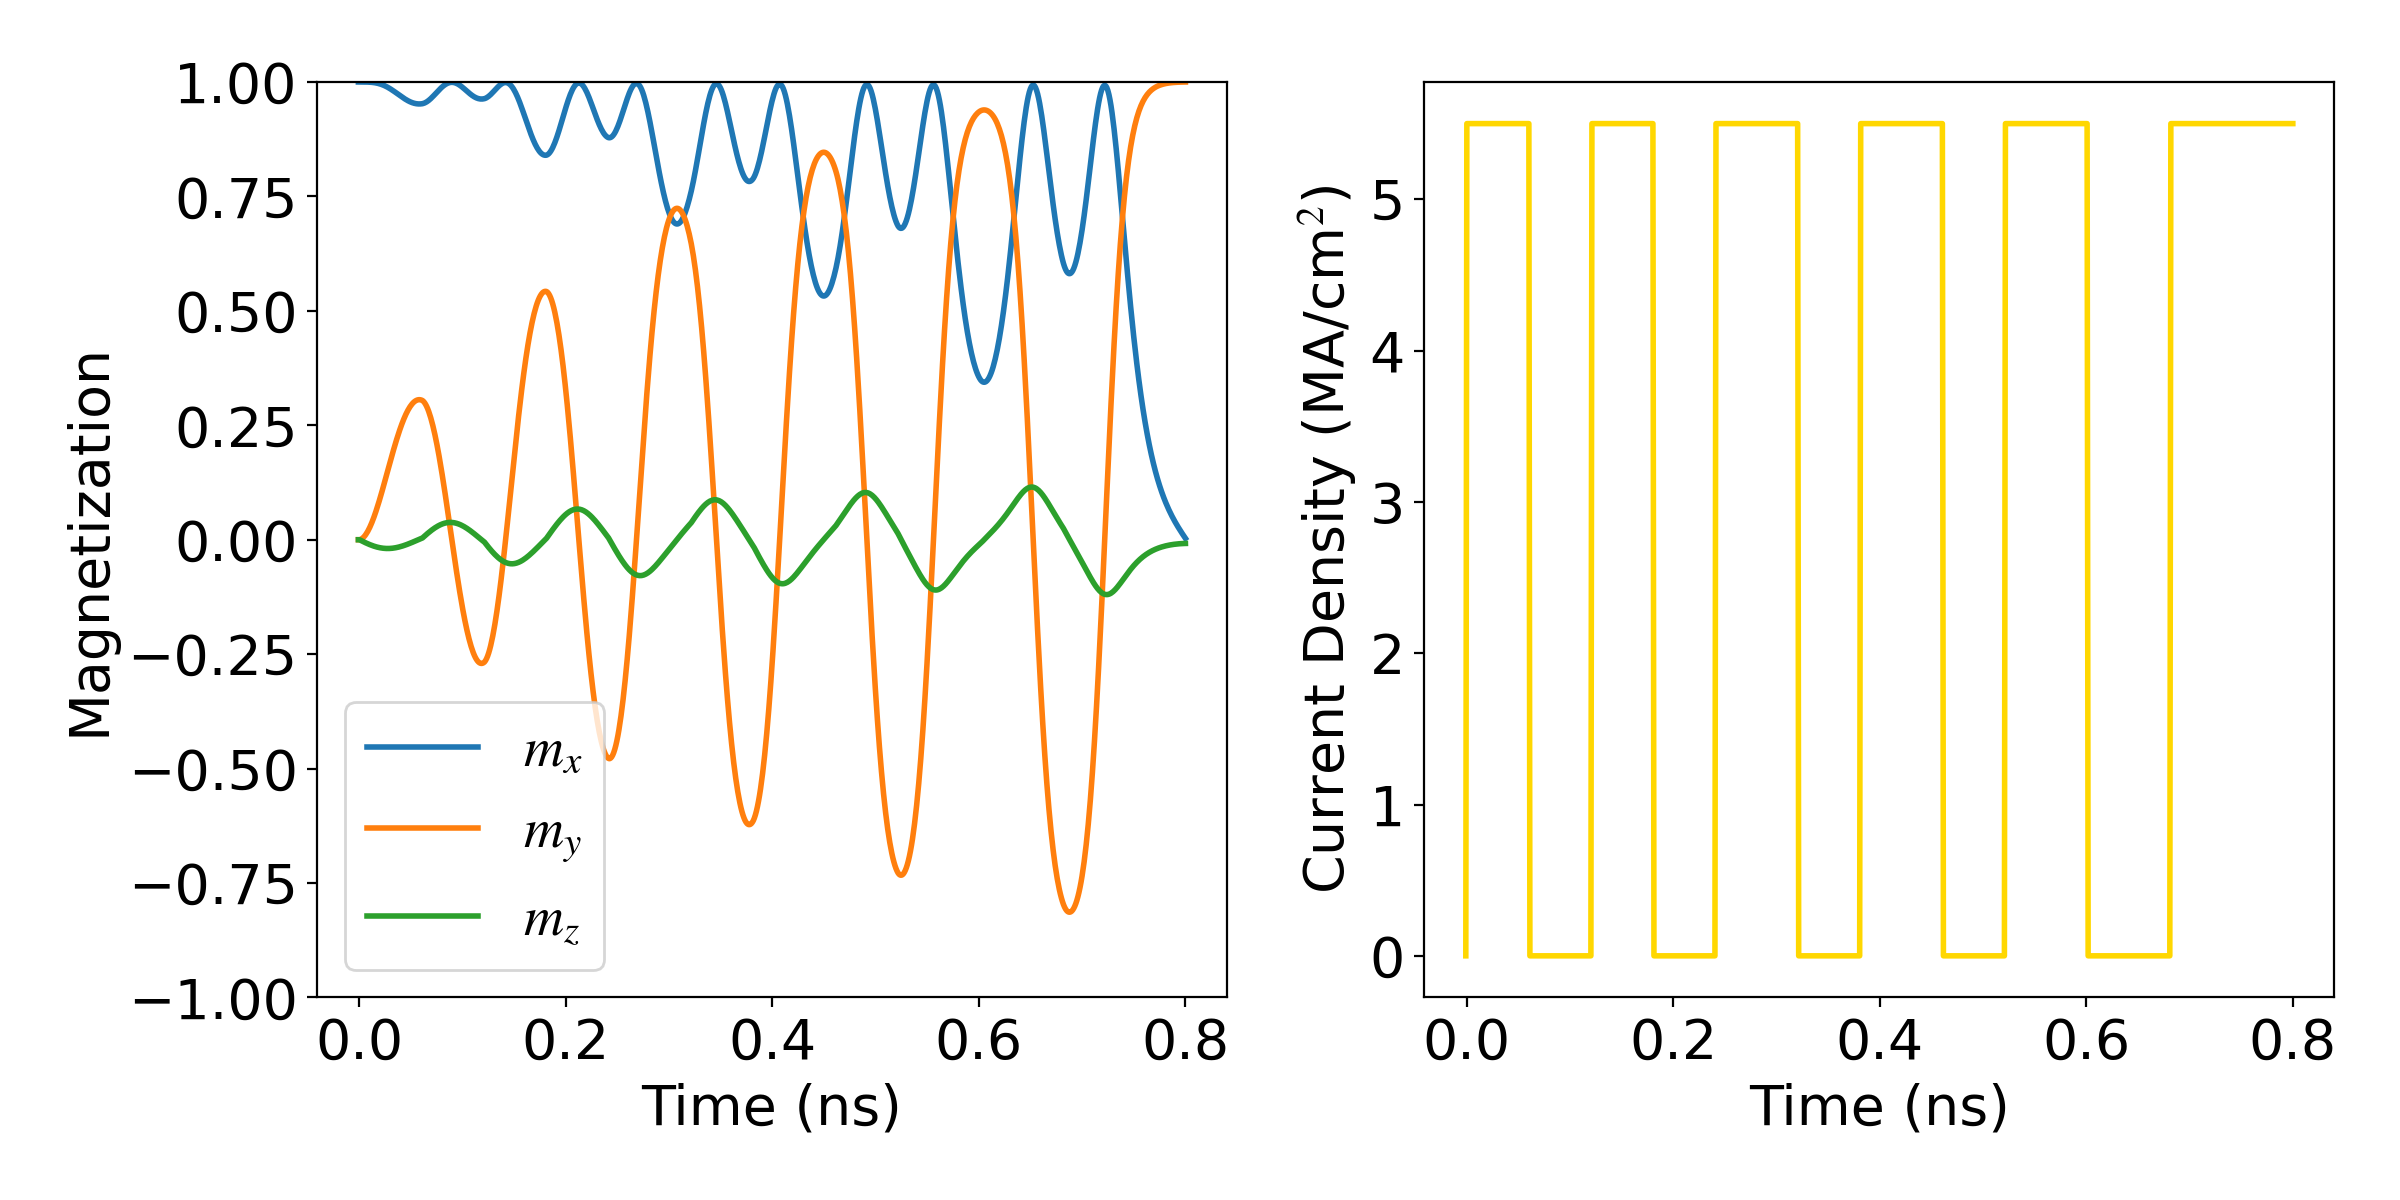 1.00
0.75
0.50
0.25
0.00
−0.25
−0.50
−0.75
−1.00
Magnetization
m_x
m_y
m_z
0.0 0.2 0.4 0.6 0.8
Time (ns)
5
4
3
2
1
0
Current Density (MA/cm²)
0.0 0.2 0.4 0.6 0.8
Time (ns)